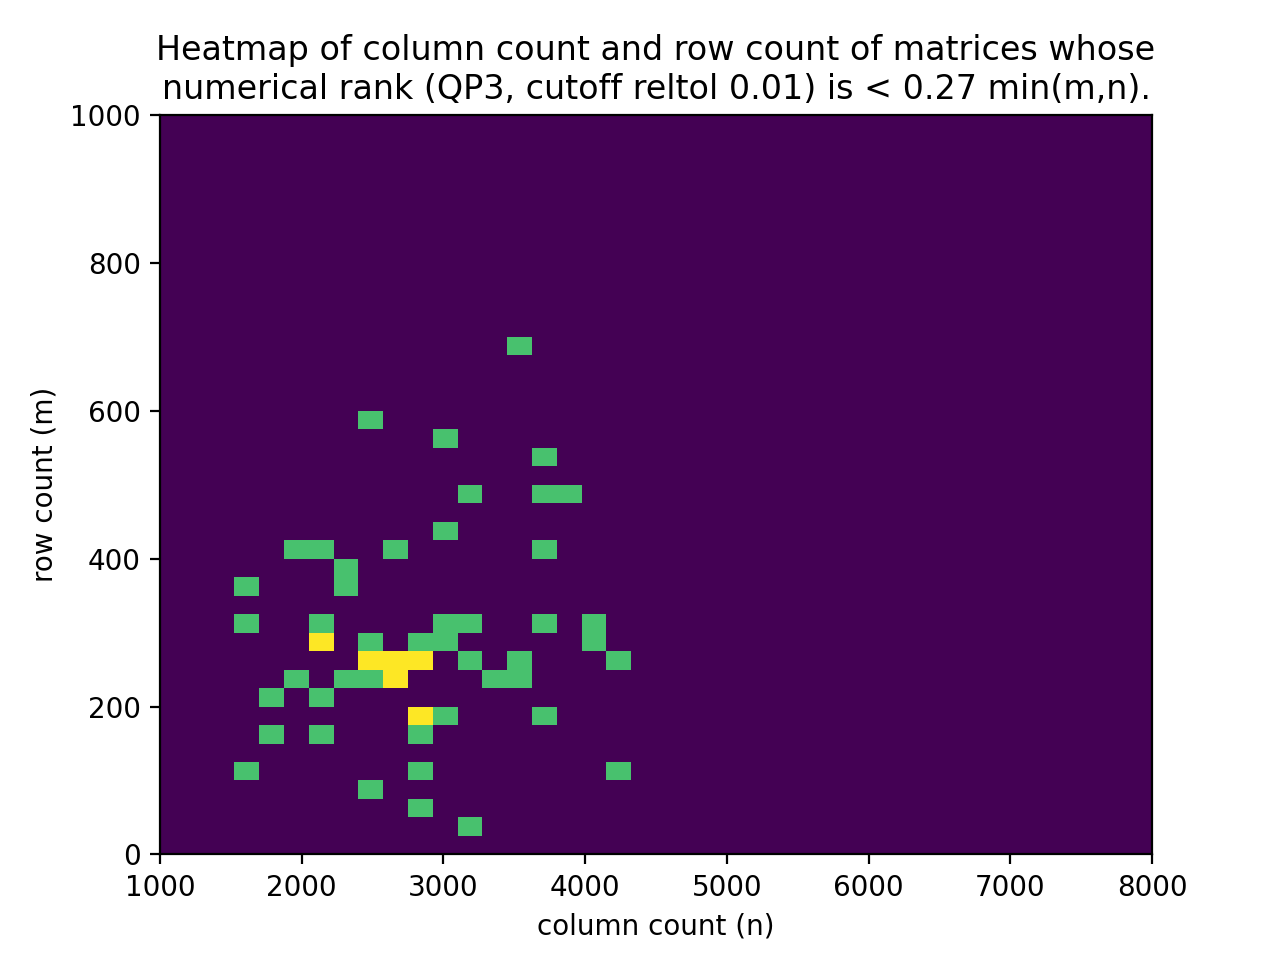 Heatmap of column count and row count of matrices whose
numerical rank (QP3, cutoff reltol 0.01) is < 0.27 min(m,n).
1000
800
600
400
200
0
row count (m)
1000 2000 3000 4000 5000 6000 7000 8000
column count (n)